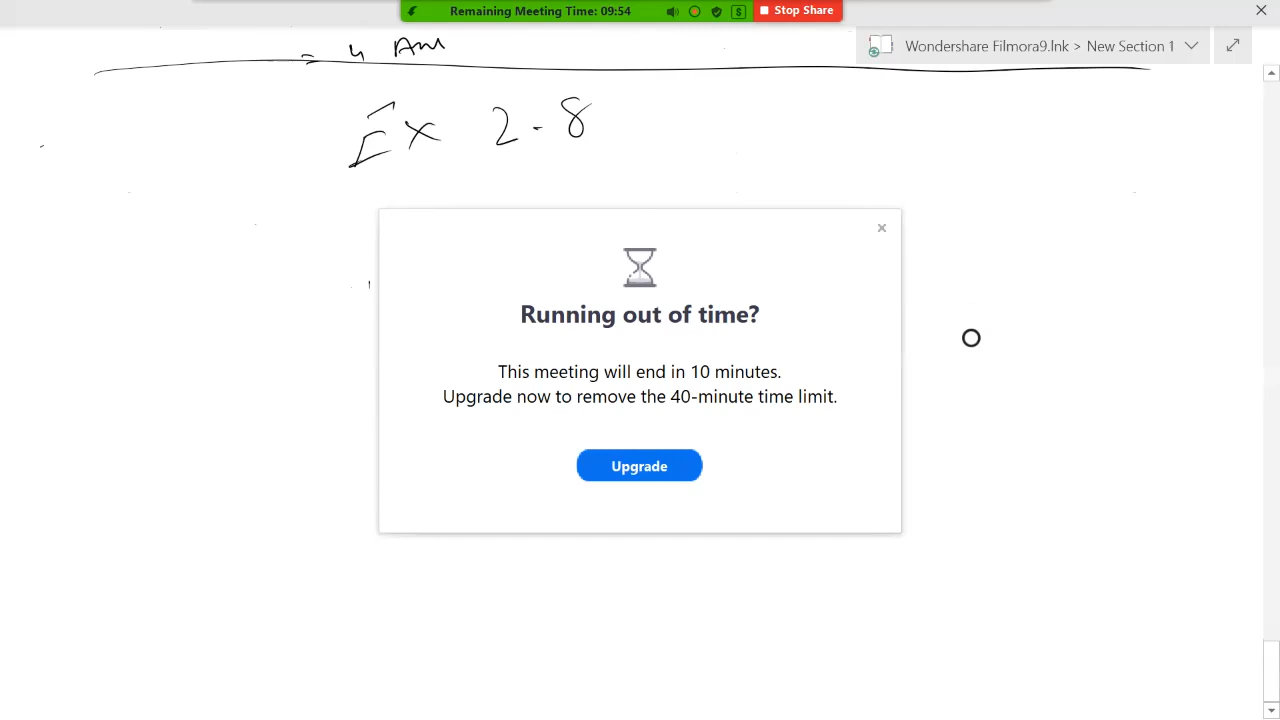 Remaining Meeting Time: 09:54
Stop Share
= 4 Ans
Wondershare Filmora9.lnk > New Section 1
Ex 2.8
Running out of time?
This meeting will end in 10 minutes.
Upgrade now to remove the 40-minute time limit.
Upgrade